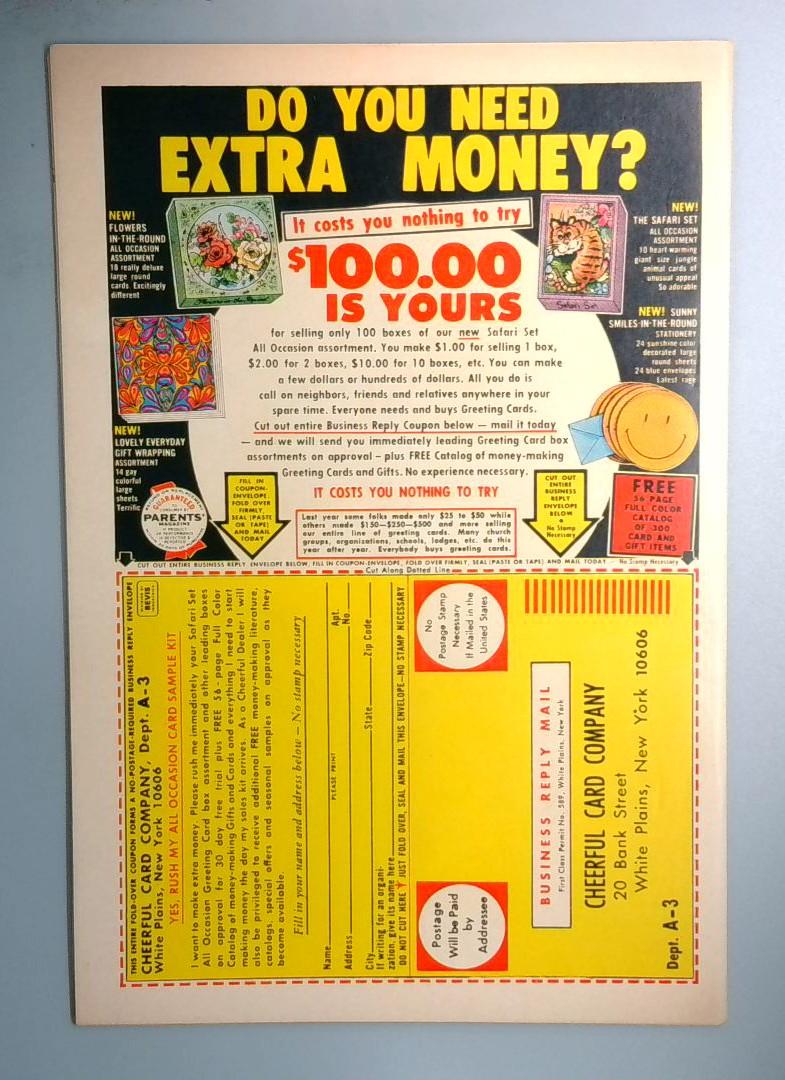 DO YOU NEED
EXTRA MONEY?
It costs you nothing to try
$100.00
IS YOURS
NEW!
FLOWERS
IN-THE-ROUND
ALL OCCASION
ASSORTMENT
18 really deluxe
large round
cards Excitingly
different
NEW!
THE SAFARI SET
ALL OCCASION
ASSORTMENT
10 heart warming
giant size jungle
animal cards of
unusual appeal
So adorable
Safari Set
NEW! SUNNY
SMILES-IN-THE-ROUND
STATIONERY
24 sunshine color
decorated large
round sheets
24 blue envelopes
Latest rage
for selling only 100 boxes of our new Safari Set
All Occasion assortment. You make $1.00 for selling 1 box,
$2.00 for 2 boxes, $10.00 for 10 boxes, etc. You can make
a few dollars or hundreds of dollars. All you do is
call on neighbors, friends and relatives anywhere in your
spare time. Everyone needs and buys Greeting Cards.
Cut out entire Business Reply Coupon below — mail it today
— and we will send you immediately leading Greeting Card box
assortments on approval – plus FREE Catalog of money-making
Greeting Cards and Gifts. No experience necessary.
IT COSTS YOU NOTHING TO TRY
NEW!
LOVELY EVERYDAY
GIFT WRAPPING
ASSORTMENT
14 gay
colorful
large
sheets
Terrific
GUARANTEED
PARENTS'
MAGAZINE
FILL IN
COUPON-
ENVELOPE.
FOLD OVER
FIRMLY
SEAL (PASTE
OR TAPE)
AND MAIL
TODAY
Last year some folks made only $25 to $50 while
others made $150—$250—$500 and more selling
our entire line of greeting cards. Many church
groups, organizations, schools, lodges, etc. do this
year after year. Everybody buys greeting cards.
CUT OUT
ENTIRE
BUSINESS
REPLY
ENVELOPE
BELOW
•
No Stamp
Necessary
FREE
56 PAGE
FULL COLOR
CATALOG
OF 300
CARD AND
GIFT ITEMS
CUT OUT ENTIRE BUSINESS REPLY ENVELOPE BELOW, FILL IN COUPON-ENVELOPE, FOLD OVER FIRMLY, SEAL (PASTE OR TAPE) AND MAIL TODAY - No Stamp Necessary
Cut Along Dotted Line
THIS ENTIRE FOLD-OVER COUPON FORMS A NO-POSTAGE-REQUIRED BUSINESS REPLY ENVELOPE
BEVIS
CHEERFUL CARD COMPANY, Dept. A-3
White Plains, New York 10606
YES, RUSH MY ALL OCCASION CARD SAMPLE KIT
I want to make extra money. Please rush me immediately your Safari Set
All Occasion Greeting Card box assortment and other leading boxes
on approval for 30 day free trial plus FREE 56-page Full Color
Catalog of money-making Gifts and Cards and everything I need to start
making money the day my sales kit arrives. As a Cheerful Dealer I will
also be privileged to receive additional FREE money-making literature,
catalogs, special offers and seasonal samples on approval as they
become available.
Fill in your name and address below — No stamp necessary
Name
PLEASE PRINT
Address
Apt.
No.
City
State
Zip Code
If writing for an organi-
zation, give its name here
DO NOT CUT HERE JUST FOLD OVER, SEAL AND MAIL THIS ENVELOPE—NO STAMP NECESSARY
Postage
Will be Paid
by
Addressee
No
Postage Stamp
Necessary
If Mailed in the
United States
BUSINESS REPLY MAIL
First Class Permit No. 589, White Plains, New York
CHEERFUL CARD COMPANY
20 Bank Street
White Plains, New York 10606
Dept. A-3